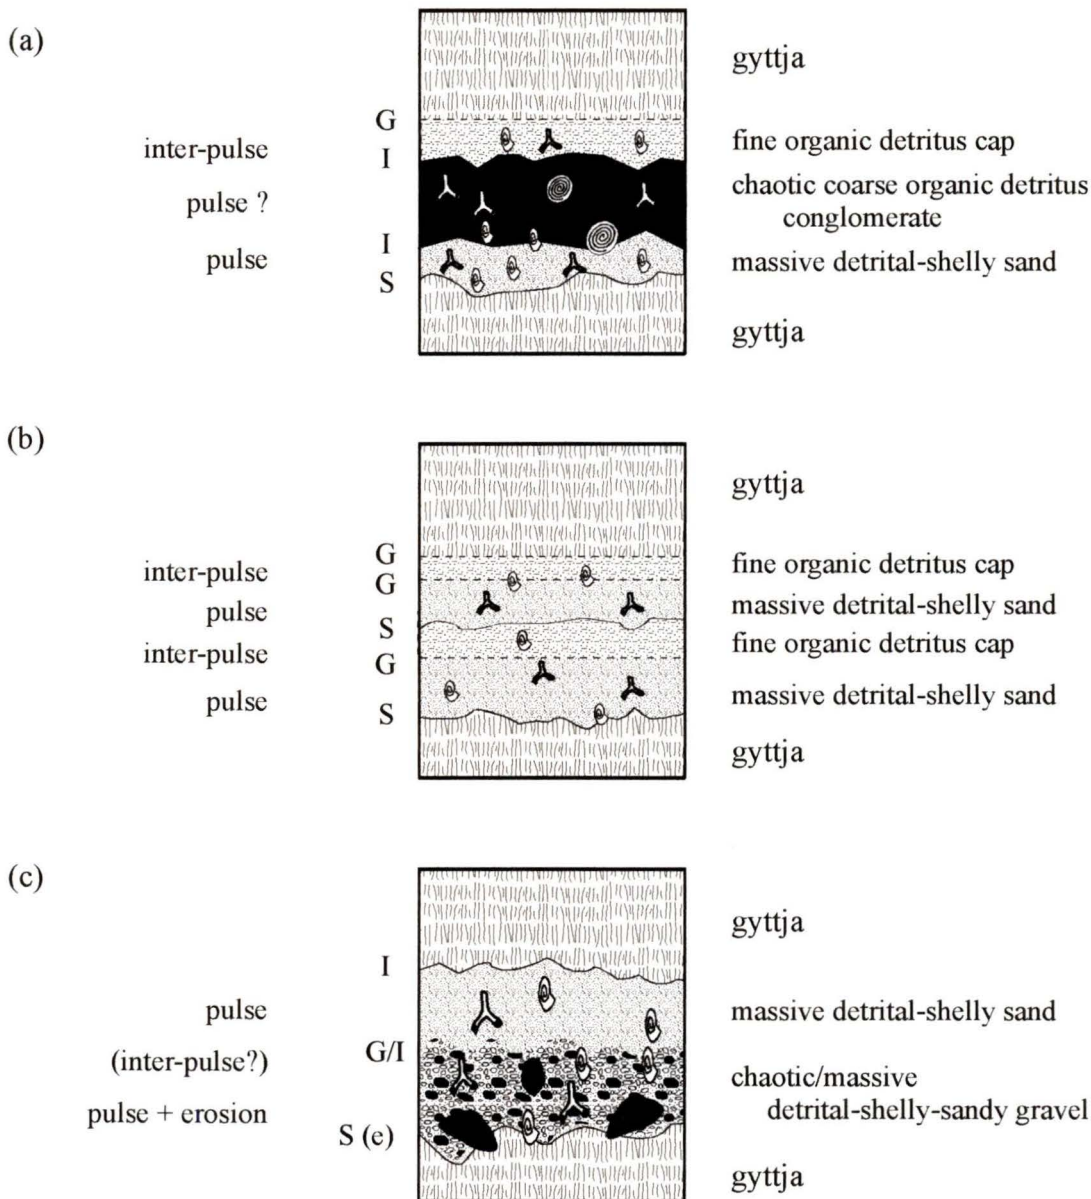 (a)
gyttja
G
inter-pulse
I
fine organic detritus cap
pulse ?
chaotic coarse organic detritus
conglomerate
I
pulse
massive detrital-shelly sand
S
gyttja
(b)
gyttja
G
inter-pulse
fine organic detritus cap
G
pulse
massive detrital-shelly sand
S
inter-pulse
fine organic detritus cap
G
pulse
massive detrital-shelly sand
S
gyttja
(c)
gyttja
I
pulse
massive detrital-shelly sand
G/I
(inter-pulse?)
chaotic/massive
detrital-shelly-sandy gravel
pulse + erosion
S (e)
gyttja